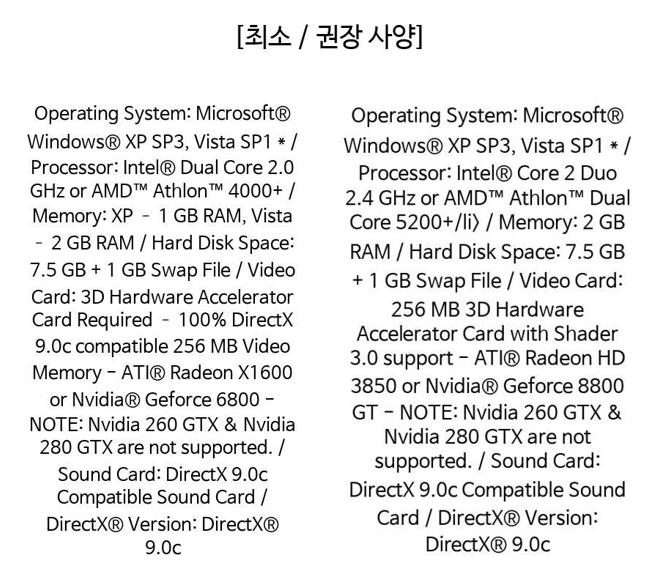 [최소 / 권장 사양]
Operating System: Microsoft®
Windows® XP SP3, Vista SP1 * /
Processor: Intel® Dual Core 2.0
GHz or AMD™ Athlon™ 4000+ /
Memory: XP – 1 GB RAM, Vista
– 2 GB RAM / Hard Disk Space:
7.5 GB + 1 GB Swap File / Video
Card: 3D Hardware Accelerator
Card Required – 100% DirectX
9.0c compatible 256 MB Video
Memory – ATI® Radeon X1600
or Nvidia® Geforce 6800 –
NOTE: Nvidia 260 GTX & Nvidia
280 GTX are not supported. /
Sound Card: DirectX 9.0c
Compatible Sound Card /
DirectX® Version: DirectX®
9.0c
Operating System: Microsoft®
Windows® XP SP3, Vista SP1 * /
Processor: Intel® Core 2 Duo
2.4 GHz or AMD™ Athlon™ Dual
Core 5200+/li〉 / Memory: 2 GB
RAM / Hard Disk Space: 7.5 GB
+ 1 GB Swap File / Video Card:
256 MB 3D Hardware
Accelerator Card with Shader
3.0 support – ATI® Radeon HD
3850 or Nvidia® Geforce 8800
GT – NOTE: Nvidia 260 GTX &
Nvidia 280 GTX are not
supported. / Sound Card:
DirectX 9.0c Compatible Sound
Card / DirectX® Version:
DirectX® 9.0c